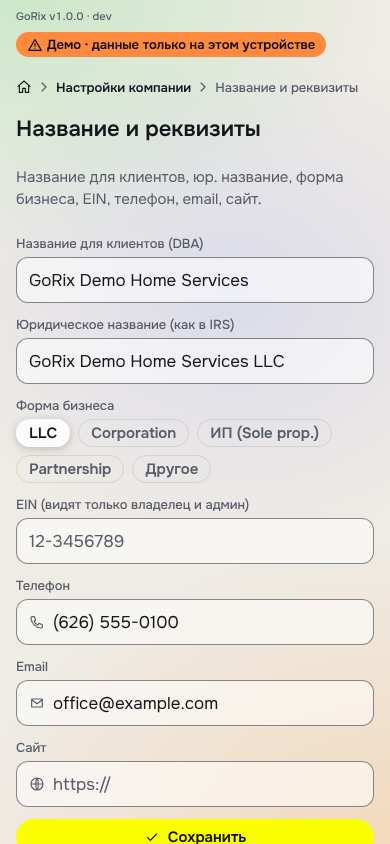 GoRix v1.0.0 · dev
Демо · данные только на этом устройстве
Настройки компании > Название и реквизиты
Название и реквизиты
Название для клиентов, юр. название, форма
бизнеса, EIN, телефон, email, сайт.
Название для клиентов (DBA)
GoRix Demo Home Services
Юридическое название (как в IRS)
GoRix Demo Home Services LLC
Форма бизнеса
LLC Corporation ИП (Sole prop.)
Partnership Другое
EIN (видят только владелец и админ)
12-3456789
Телефон
(626) 555-0100
Email
office@example.com
Сайт
https://
Сохранить